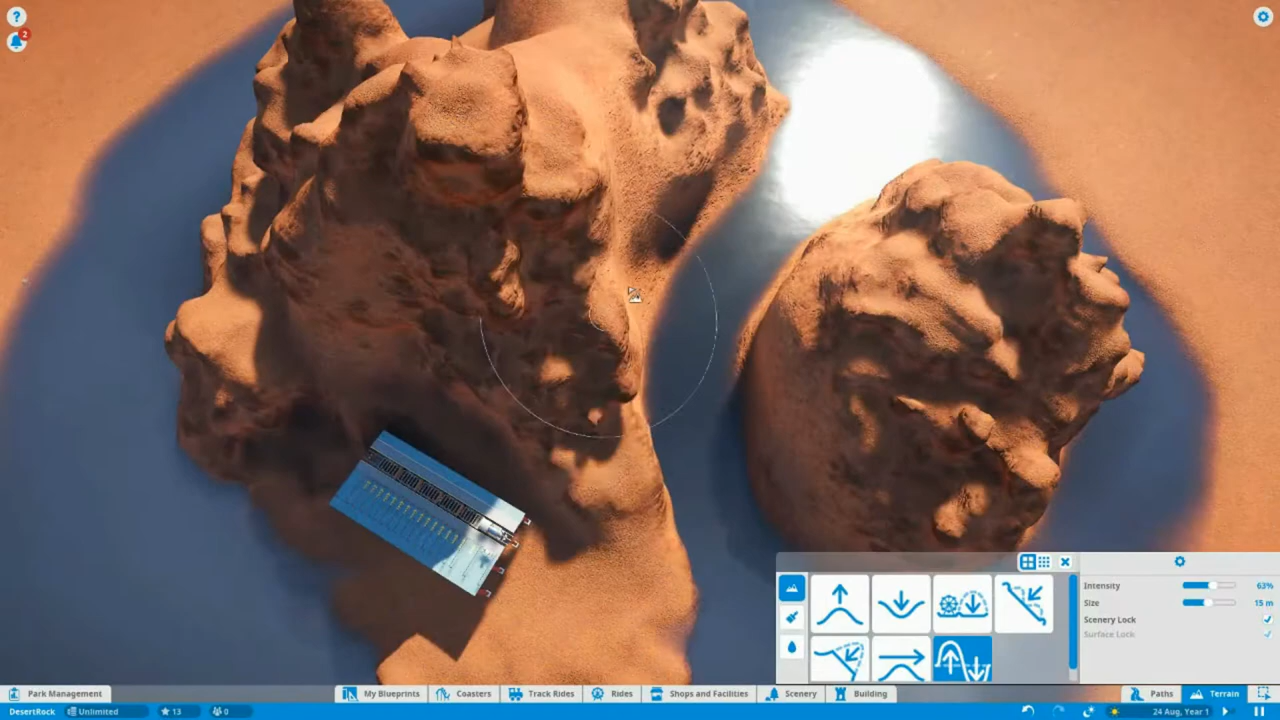 ?
2
Intensity 63%
Size 15 m
Scenery Lock
Surface Lock
Park Management My Blueprints Coasters Track Rides Rides Shops and Facilities Scenery Building Paths Terrain
DesertRock Unlimited 13 0 24 Aug, Year 1